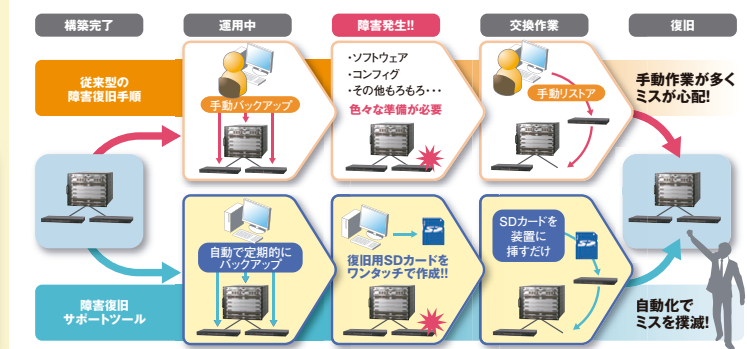 構築完了
運用中
障害発生!!
交換作業
復旧
従来型の
障害復旧手順
手動バックアップ
・ソフトウェア
・コンフィグ
・その他もろもろ・・・
色々な準備が必要
手動リストア
手動作業が多く
ミスが心配!
障害復旧
サポートツール
自動で定期的に
バックアップ
SD
復旧用SDカードを
ワンタッチで作成!!
SDカードを
装置に
挿すだけ
SD
自動化で
ミスを撲滅!